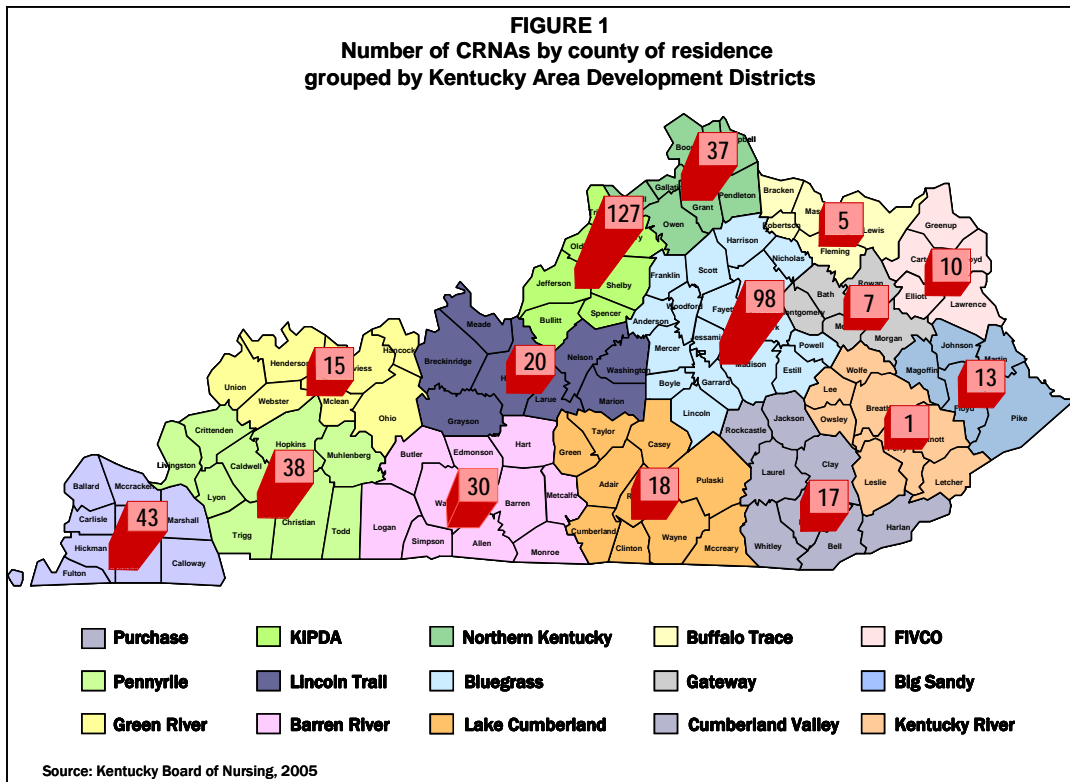 FIGURE 1
Number of CRNAs by county of residence
grouped by Kentucky Area Development Districts
37
Pendleton
Grant
Owen
127
Jefferson
Shelby
Bullitt
Spencer
Bracken
Lewis
5
Fleming
Greenup
10
Elliott
Lawrence
Harrison
Nicholas
Scott
Franklin
Woodford
98
Anderson
Mercer
Powell
Madison
Estill
Boyle
Garrard
Lincoln
Rowan
Bath
7
Morgan
Johnson
Magoffin
13
Floyd
Pike
Wolfe
Lee
Owsley
1
Leslie
Letcher
Meade
Breckinridge
20
Nelson
Washington
Larue
Marion
Grayson
Hancock
Henderson
15
Union
Webster
Mclean
Ohio
Crittenden
Hopkins
Livingston
Caldwell
Muhlenberg
38
Lyon
Trigg
Christian
Todd
Ballard
Mccracken
Carlisle
43
Marshall
Hickman
Fulton
Calloway
Butler
Edmonson
Hart
30
Barren
Metcalfe
Logan
Simpson
Allen
Monroe
Taylor
Casey
Green
Adair
18
Pulaski
Cumberland
Clinton
Wayne
Mccreary
Rockcastle
Jackson
Laurel
Clay
17
Whitley
Bell
Harlan
Purchase
KIPDA
Northern Kentucky
Buffalo Trace
FIVCO
Pennyrile
Lincoln Trail
Bluegrass
Gateway
Big Sandy
Green River
Barren River
Lake Cumberland
Cumberland Valley
Kentucky River
Source: Kentucky Board of Nursing, 2005